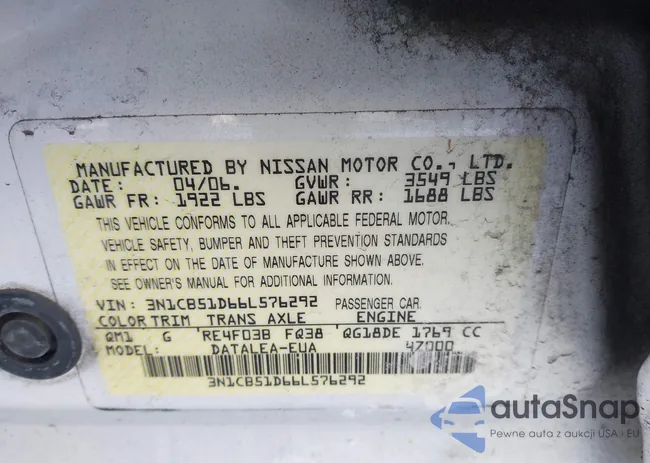 MANUFACTURED BY NISSAN MOTOR CO., LTD.
DATE: 04/06. GVWR: 3549 LBS
GAWR FR: 1922 LBS GAWR RR: 1688 LBS
THIS VEHICLE CONFORMS TO ALL APPLICABLE FEDERAL MOTOR.
VEHICLE SAFETY, BUMPER AND THEFT PREVENTION STANDARDS
IN EFFECT ON THE DATE OF MANUFACTURE SHOWN ABOVE.
SEE OWNER'S MANUAL FOR ADDITIONAL INFORMATION.
VIN: 3N1CB51D66L576292 PASSENGER CAR.
COLOR TRIM TRANS AXLE ENGINE
QM1 G RE4F03B FQ38 QG18DE 1769 CC
MODEL: DATALEA-EUA 4Z000
3N1CB51D66L576292
autaSnap
Pewne auta z aukcji USA i EU